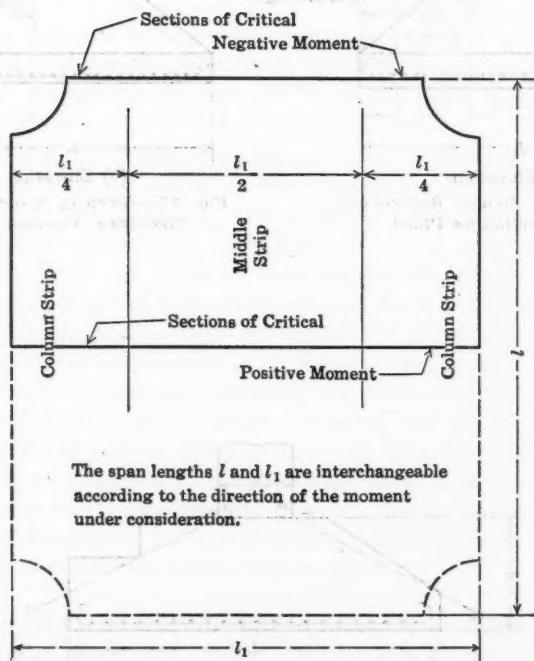 Sections of Critical
Negative Moment
l₁/4
l₁/2
l₁/4
Column Strip
Middle
Strip
Column Strip
Sections of Critical
Positive Moment
l
The span lengths l and l₁ are interchangeable
according to the direction of the moment
under consideration.
l₁